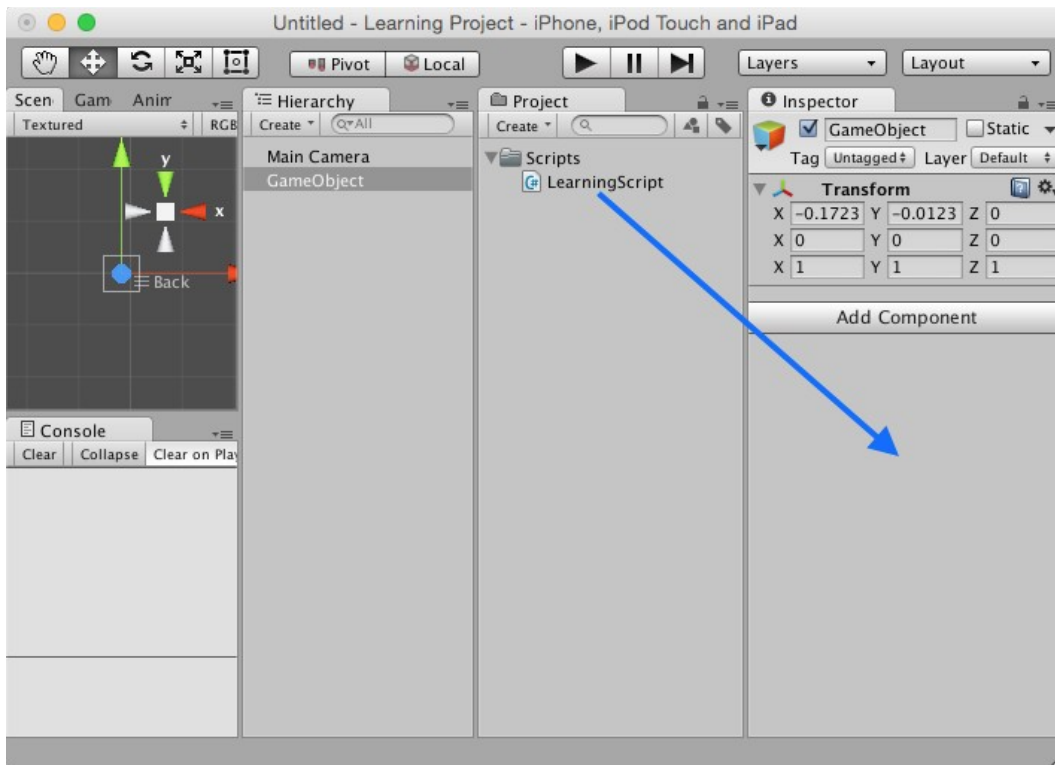 Untitled - Learning Project - iPhone, iPod Touch and iPad
Pivot Local Layers Layout
Scen Gam Anim
Textured RGB
y
x
Back
Console
Clear Collapse Clear on Play
Hierarchy
Create All
Main Camera
GameObject
Project
Create
Scripts
C# LearningScript
Inspector
GameObject Static
Tag Untagged Layer Default
Transform
X -0.1723 Y -0.0123 Z 0
X 0 Y 0 Z 0
X 1 Y 1 Z 1
Add Component